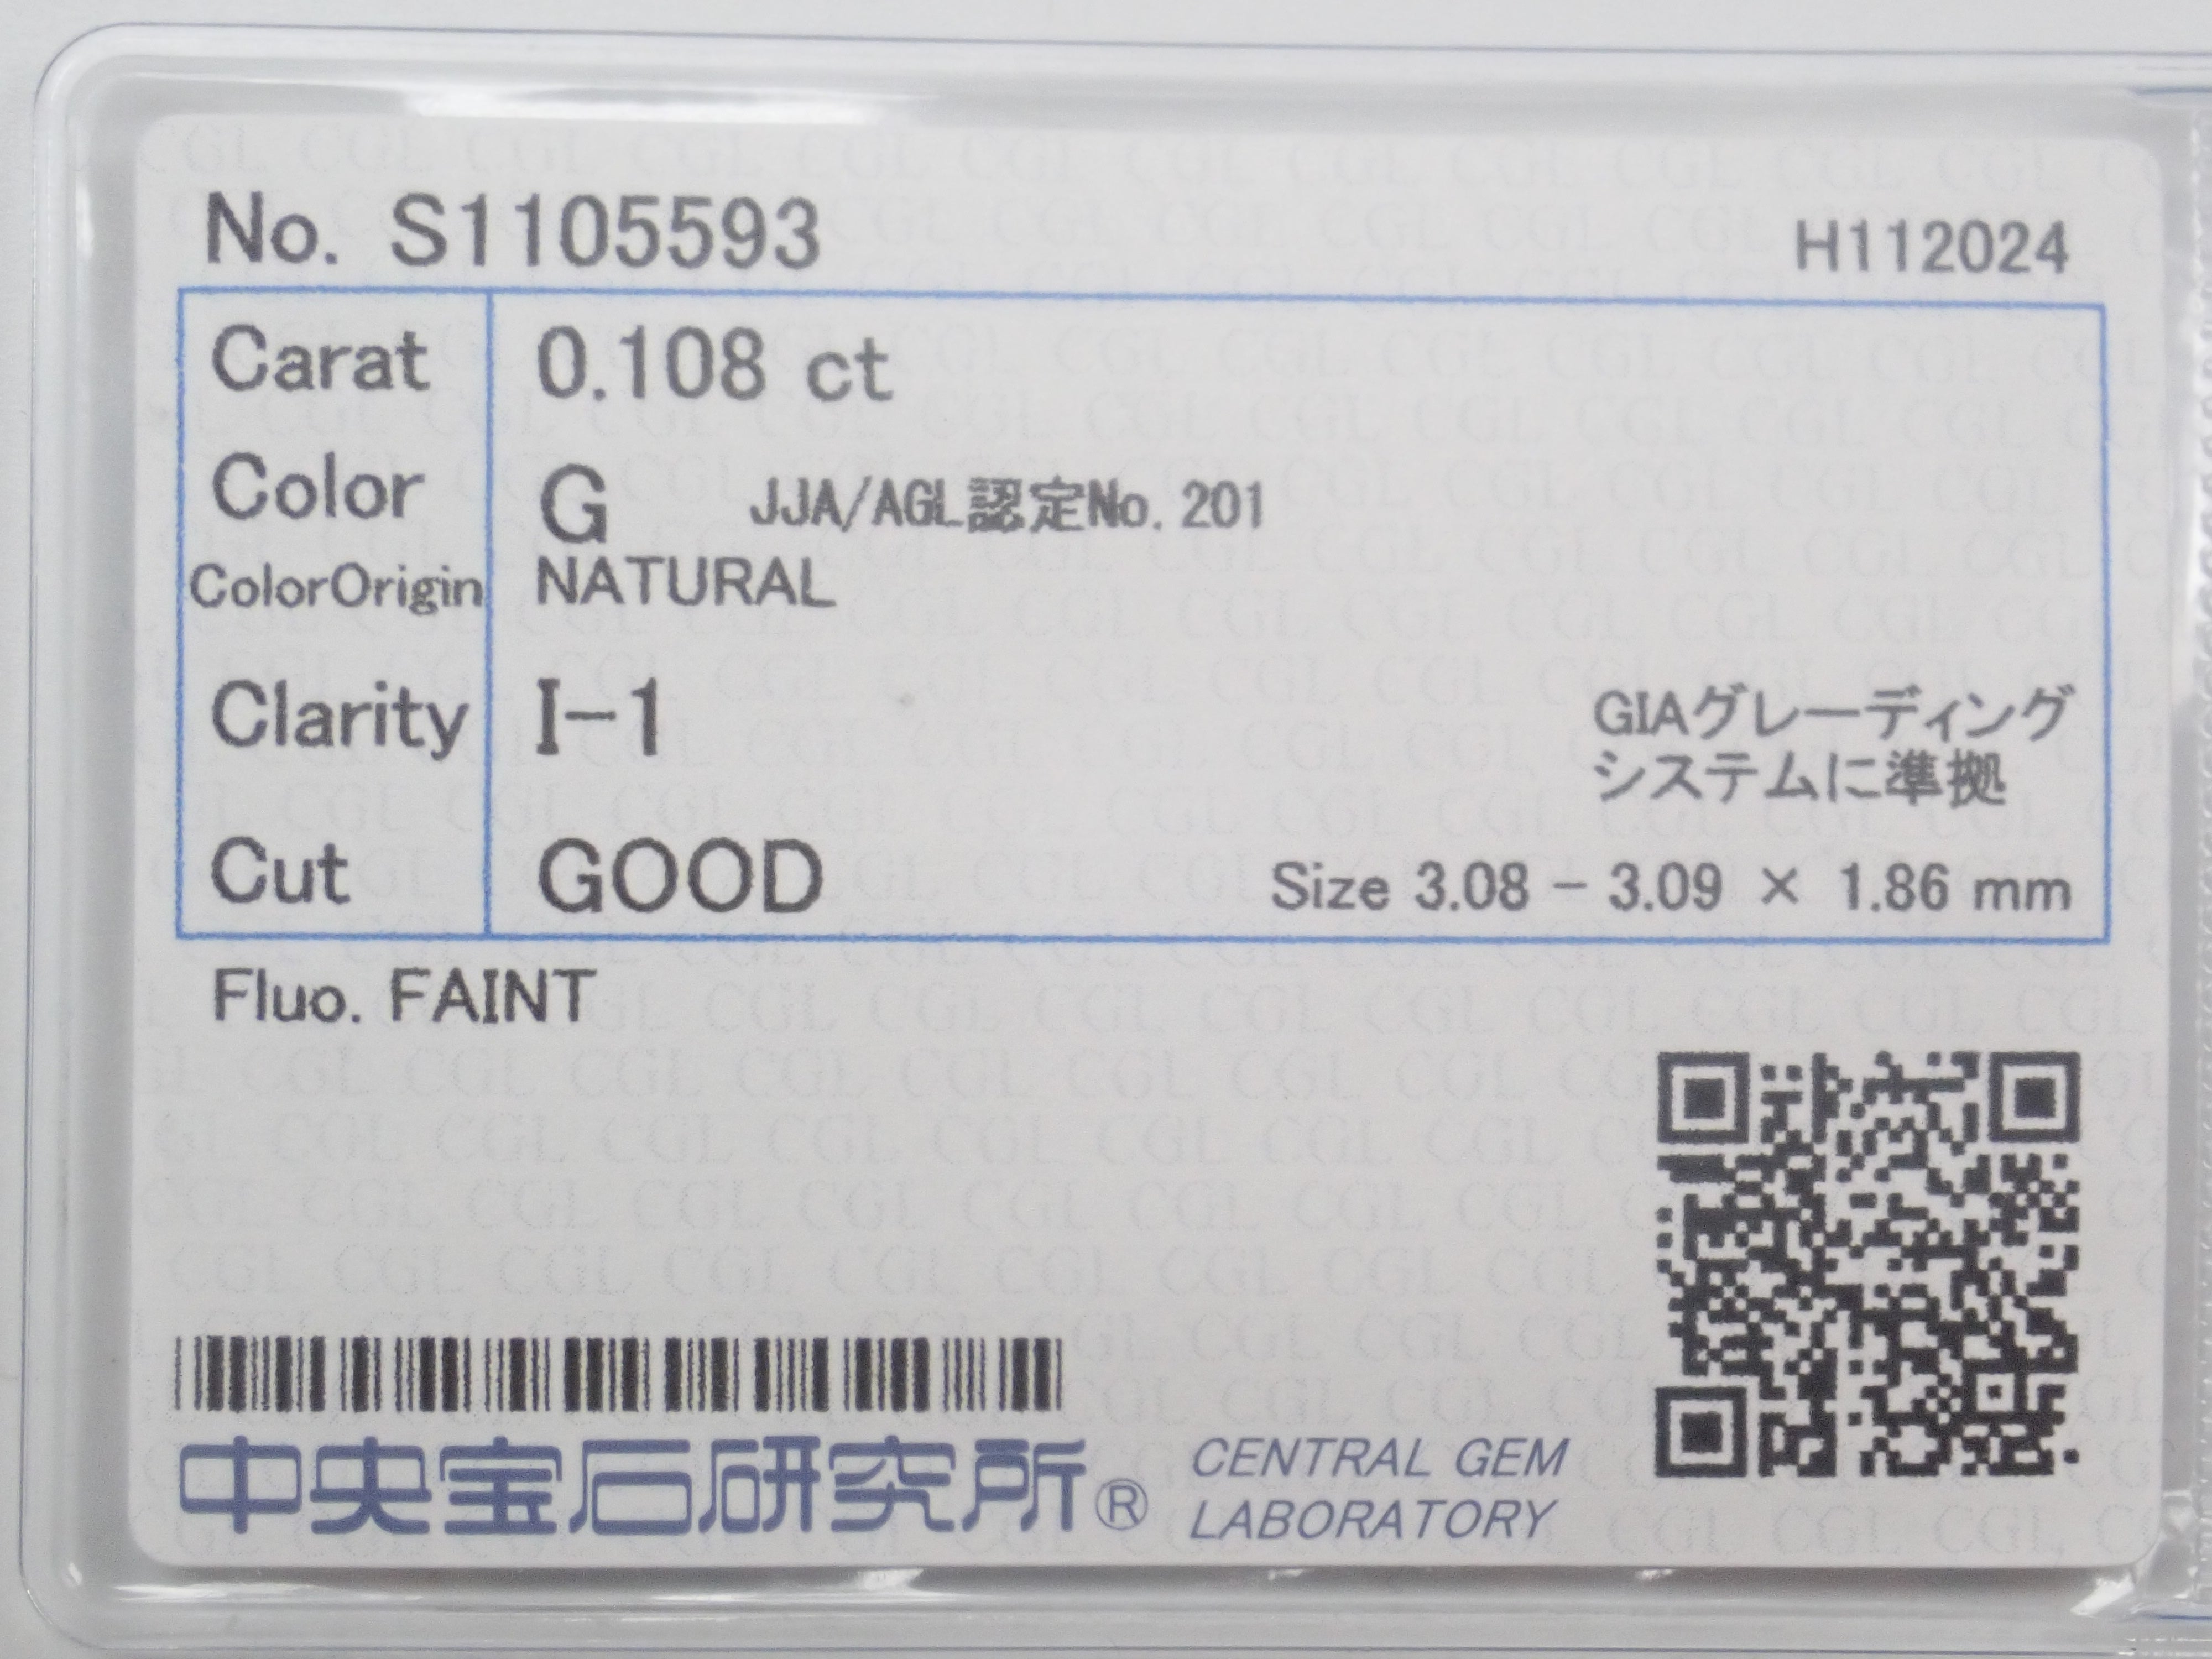 No. S1105593 H112024
Carat 0.108 ct
Color G JJA/AGL認定No.201
ColorOrigin NATURAL
Clarity I-1
GIAグレーディング
システムに準拠
Cut GOOD Size 3.08 - 3.09 × 1.86 mm
Fluo. FAINT
中央宝石研究所® CENTRAL GEM
LABORATORY